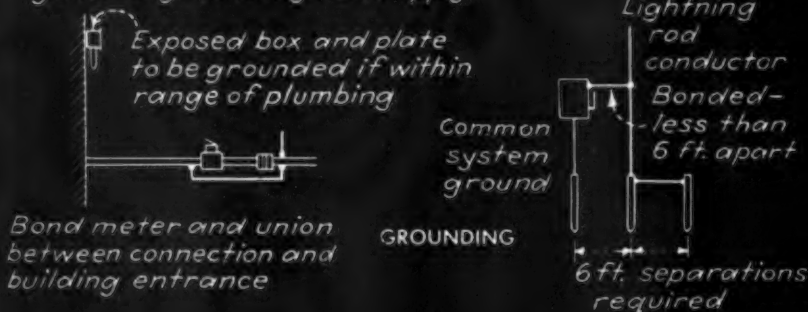 Exposed box and plate
to be grounded if within
range of plumbing
Bond meter and union
between connection and
building entrance
GROUNDING
Lightning
rod
conductor
Bonded–
less than
6 ft. apart
Common
system
ground
6 ft. separations
required